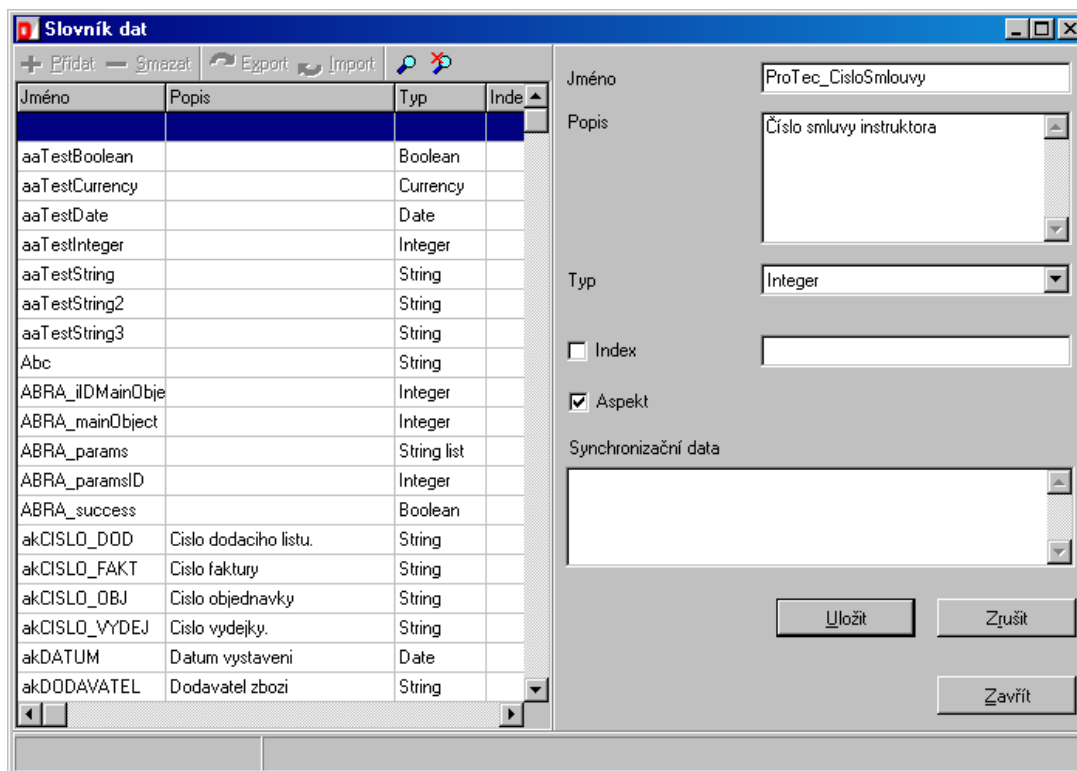 Slovník dat
Přidat Smazat Export Import
Jméno Popis Typ Inde
aaTestBoolean Boolean
aaTestCurrency Currency
aaTestDate Date
aaTestInteger Integer
aaTestString String
aaTestString2 String
aaTestString3 String
Abc String
ABRA_iIDMainObje Integer
ABRA_mainObject Integer
ABRA_params String list
ABRA_paramsID Integer
ABRA_success Boolean
akCISLO_DOD Cislo dodaciho listu. String
akCISLO_FAKT Cislo faktury String
akCISLO_OBJ Cislo objednavky String
akCISLO_VYDEJ Cislo vydejky. String
akDATUM Datum vystaveni Date
akDODAVATEL Dodavatel zbozi String
Jméno ProTec_CisloSmlouvy
Popis Číslo smluvy instruktora
Typ Integer
Index
Aspekt
Synchronizační data
Uložit Zrušit
Zavřít